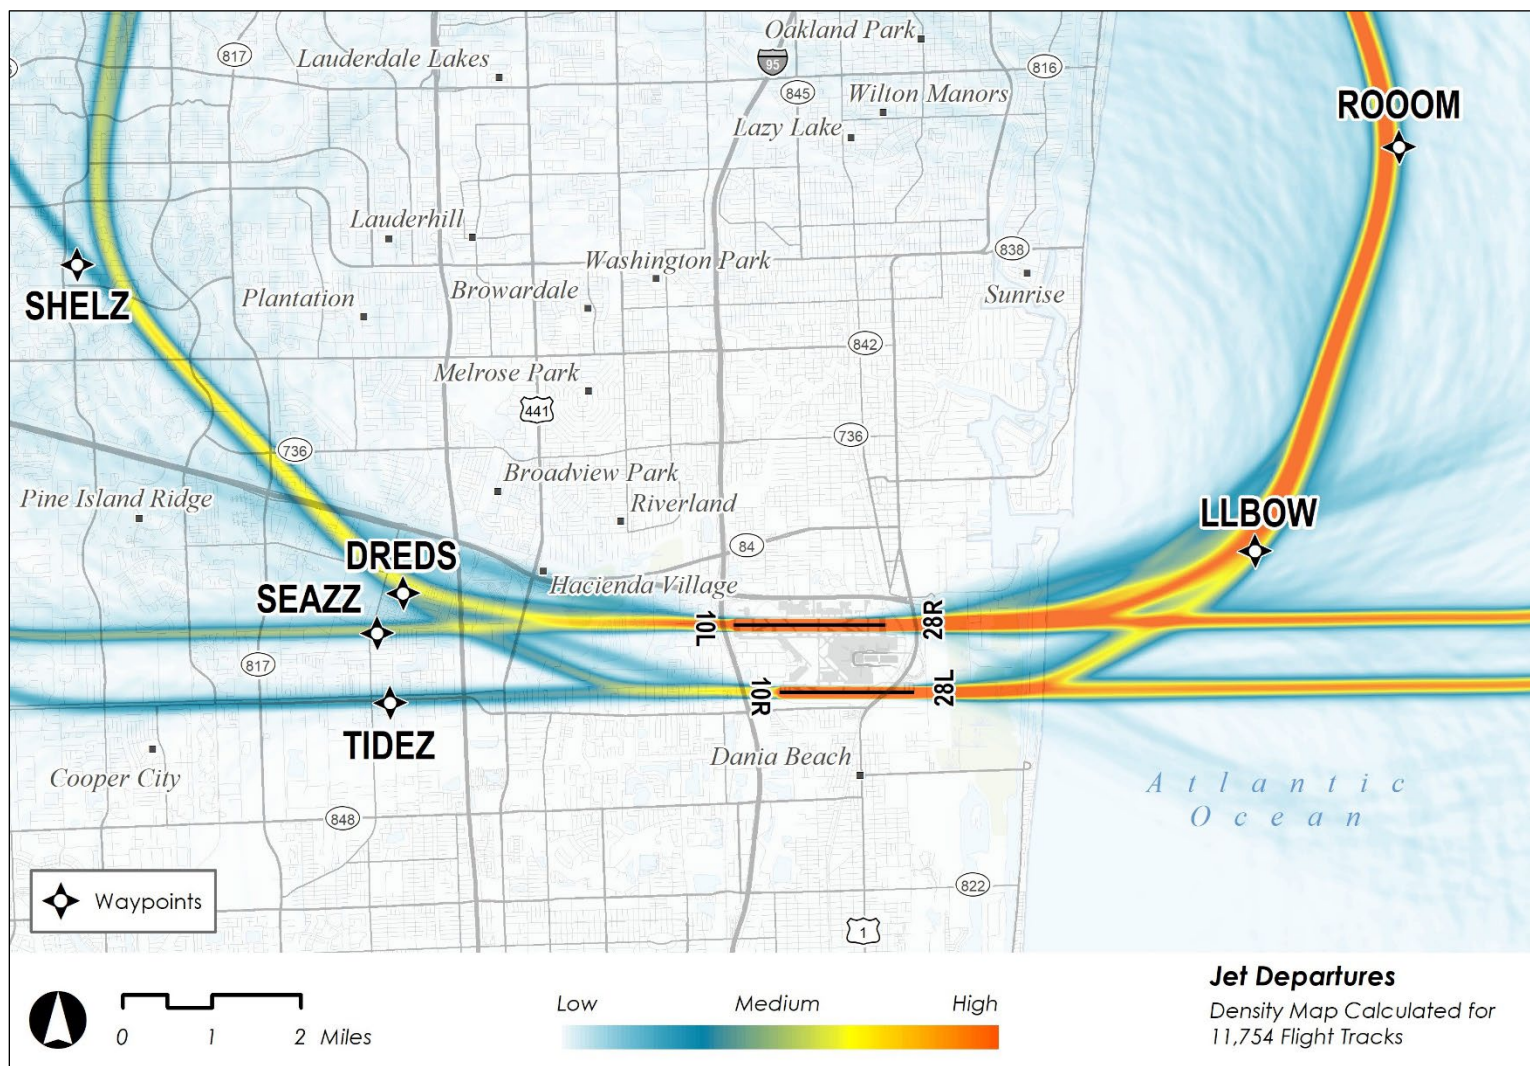 Oakland Park
817
Lauderdale Lakes
95
816
845
Wilton Manors
ROOOM
Lazy Lake
Lauderhill
838
Washington Park
SHELZ
Plantation
Browardale
Sunrise
842
Melrose Park
441
736
736
Broadview Park
Pine Island Ridge
Riverland
LLBOW
84
DREDS
Hacienda Village
SEAZZ
10L
28R
817
10R
28L
TIDEZ
Dania Beach
Cooper City
Atlantic
Ocean
848
822
Waypoints
1
Jet Departures
Low Medium High
Density Map Calculated for
11,754 Flight Tracks
0 1 2 Miles